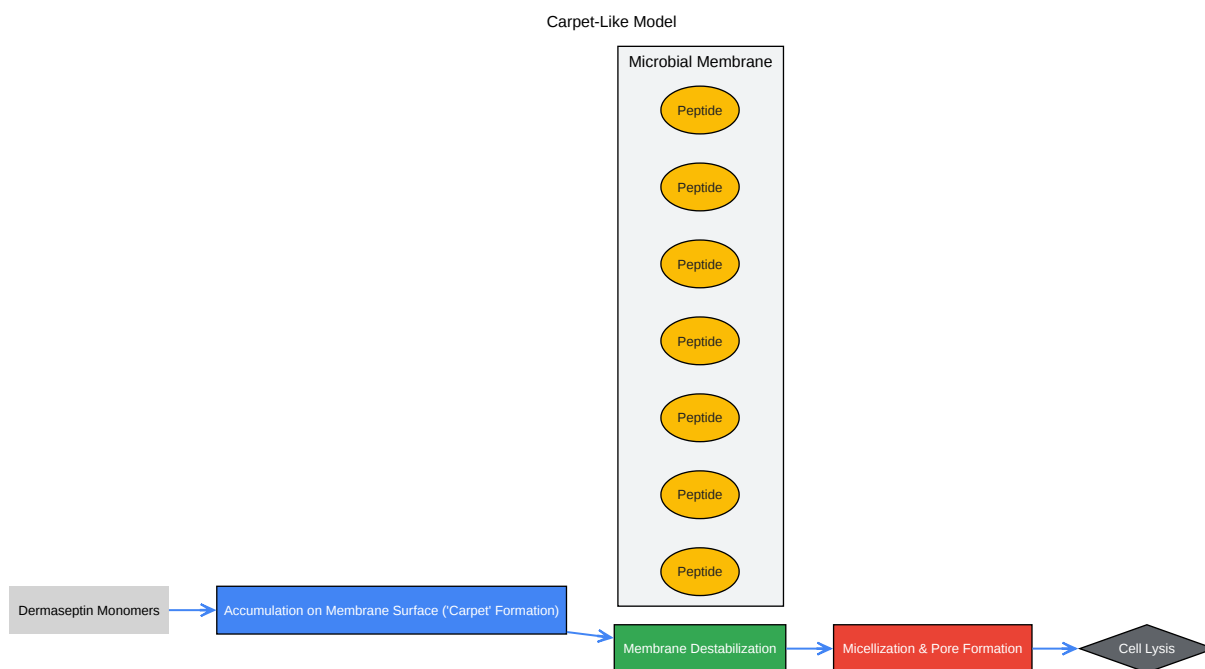 Carpet-Like Model
Microbial Membrane
Peptide
Peptide
Peptide
Peptide
Peptide
Peptide
Peptide
Dermaseptin Monomers
Accumulation on Membrane Surface ('Carpet' Formation)
Membrane Destabilization
Micellization & Pore Formation
Cell Lysis